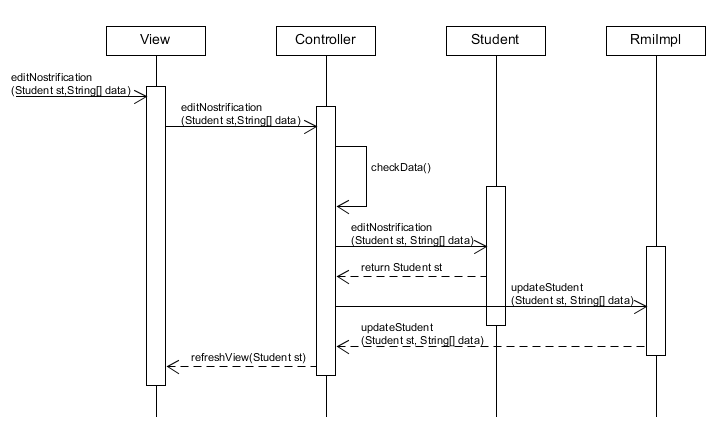 View
Controller
Student
RmiImpl
editNostrification
(Student st,String[] data)
editNostrification
(Student st,String[] data)
checkData()
editNostrification
(Student st, String[] data)
return Student st
updateStudent
(Student st, String[] data)
updateStudent
(Student st, String[] data)
refreshView(Student st)